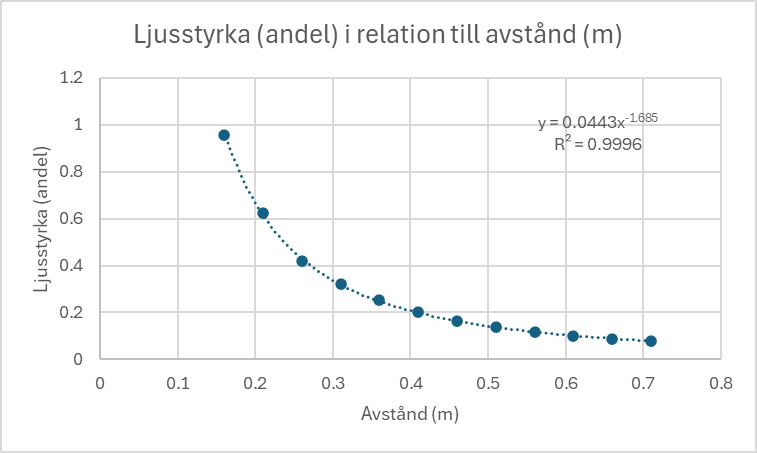 Ljusstyrka (andel) i relation till avstånd (m)
1.2
1
0.8
0.6
0.4
0.2
0
Ljusstyrka (andel)
y = 0.0443x^-1.685
R² = 0.9996
0 0.1 0.2 0.3 0.4 0.5 0.6 0.7 0.8
Avstånd (m)